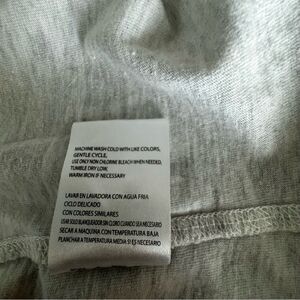 MACHINE WASH COLD WITH LIKE COLORS,
GENTLE CYCLE,
USE ONLY NON CHLORINE BLEACH WHEN NEEDED,
TUMBLE DRY LOW,
WARM IRON IF NECESSARY
LAVAR EN LAVADORA CON AGUA FRIA
CICLO DELICADO
CON COLORES SIMILARES
USAR SOLO BLANQUEADOR SIN CLORO CUANDO SEA NECESARIO
SECAR A MAQUINA CON TEMPERATURA BAJA
PLANCHAR A TEMPERATURA MEDIA SI ES NECESARIO